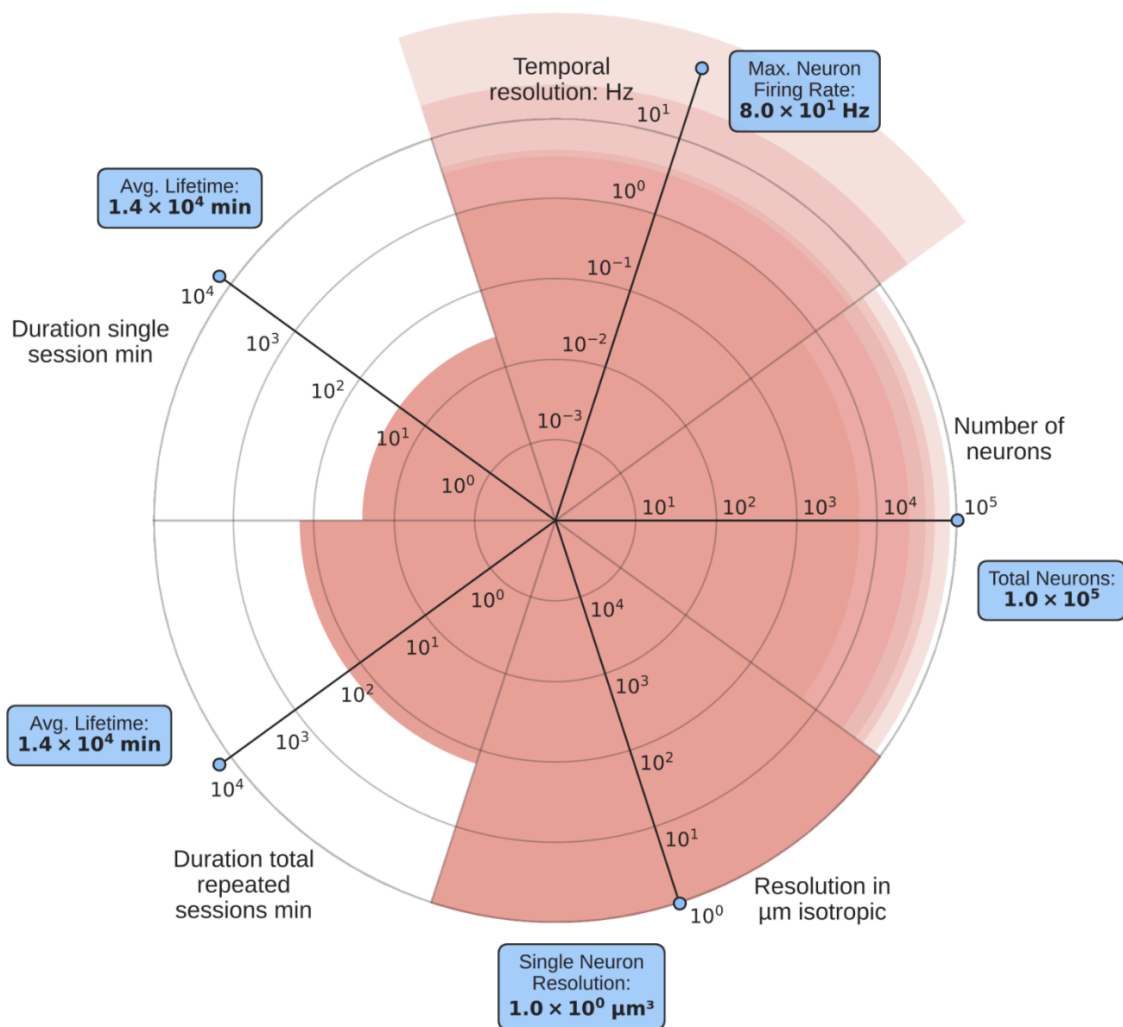 Temporal
resolution: Hz
Max. Neuron
Firing Rate:
8.0 × 10¹ Hz
10¹
10⁰
10⁻¹
10⁻²
10⁻³
Avg. Lifetime:
1.4 × 10⁴ min
10⁴
10³
10²
10¹
10⁰
Duration single
session min
Number of
neurons
10¹
10²
10³
10⁴
10⁵
Total Neurons:
1.0 × 10⁵
10⁰
10¹
10²
10³
10⁴
Avg. Lifetime:
1.4 × 10⁴ min
Duration total
repeated
sessions min
10⁴
10³
10²
10¹
10⁰
Resolution in
µm isotropic
Single Neuron
Resolution:
1.0 × 10⁰ µm³